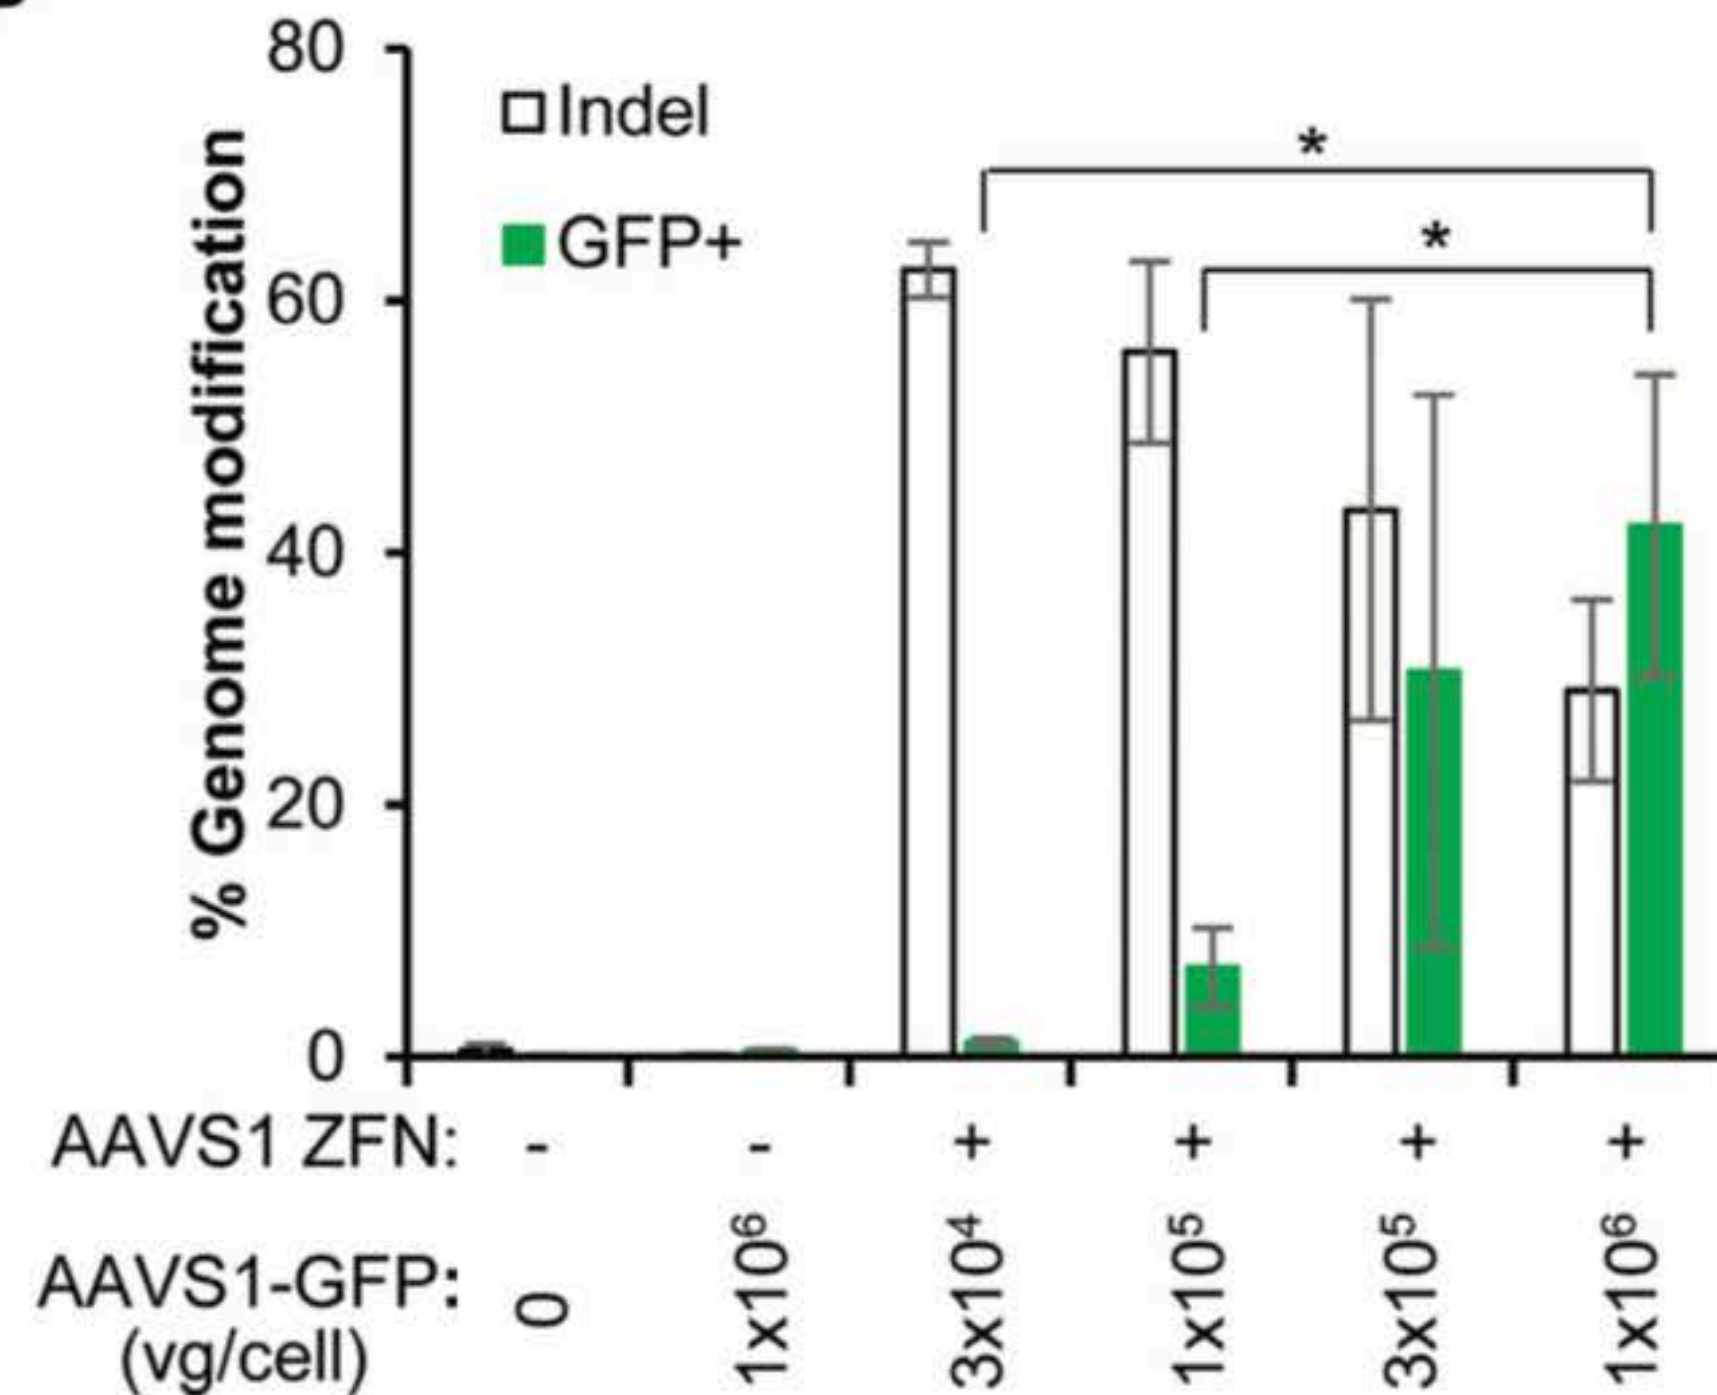 80
60
40
20
0
% Genome modification
Indel
GFP+
*
*
AAVS1 ZFN: - - + + + +
AAVS1-GFP: 0 1x10⁶ 3x10⁴ 1x10⁵ 3x10⁵ 1x10⁶
(vg/cell)